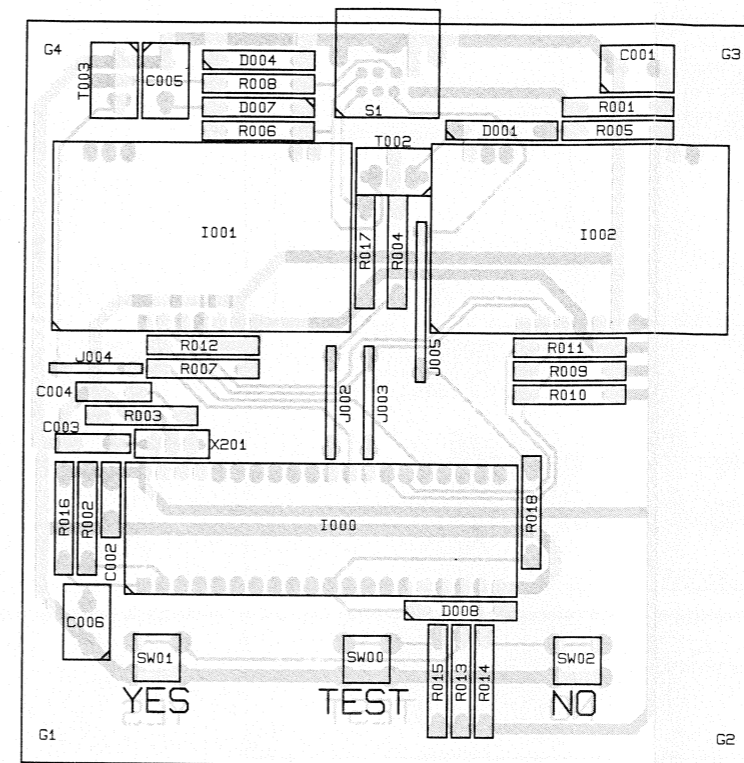 G4
T003
C005
D004
R008
D007
R006
S1
C001
G3
R001
D001
R005
T002
I001
R017
R004
I002
J005
R012
J004
R007
C004
R003
C003
X201
J002
J003
R011
R009
R010
R016
R002
C002
I000
R018
D008
C006
SW01
SW00
SW02
R015
R013
R014
YES
TEST
NO
G1
G2